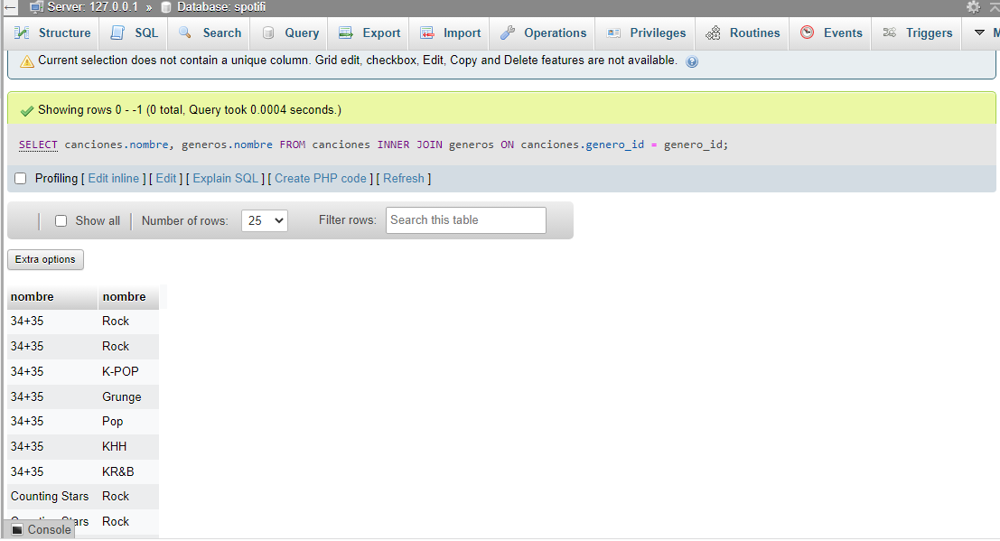 Server: 127.0.0.1 » Database: spotifi
Structure SQL Search Query Export Import Operations Privileges Routines Events Triggers M
Current selection does not contain a unique column. Grid edit, checkbox, Edit, Copy and Delete features are not available.
Showing rows 0 - -1 (0 total, Query took 0.0004 seconds.)
SELECT canciones.nombre, generos.nombre FROM canciones INNER JOIN generos ON canciones.genero_id = genero_id;
Profiling [ Edit inline ] [ Edit ] [ Explain SQL ] [ Create PHP code ] [ Refresh ]
Show all Number of rows: 25 Filter rows: Search this table
Extra options
nombre nombre
34+35 Rock
34+35 Rock
34+35 K-POP
34+35 Grunge
34+35 Pop
34+35 KHH
34+35 KR&B
Counting Stars Rock
Counting Stars Rock
Console